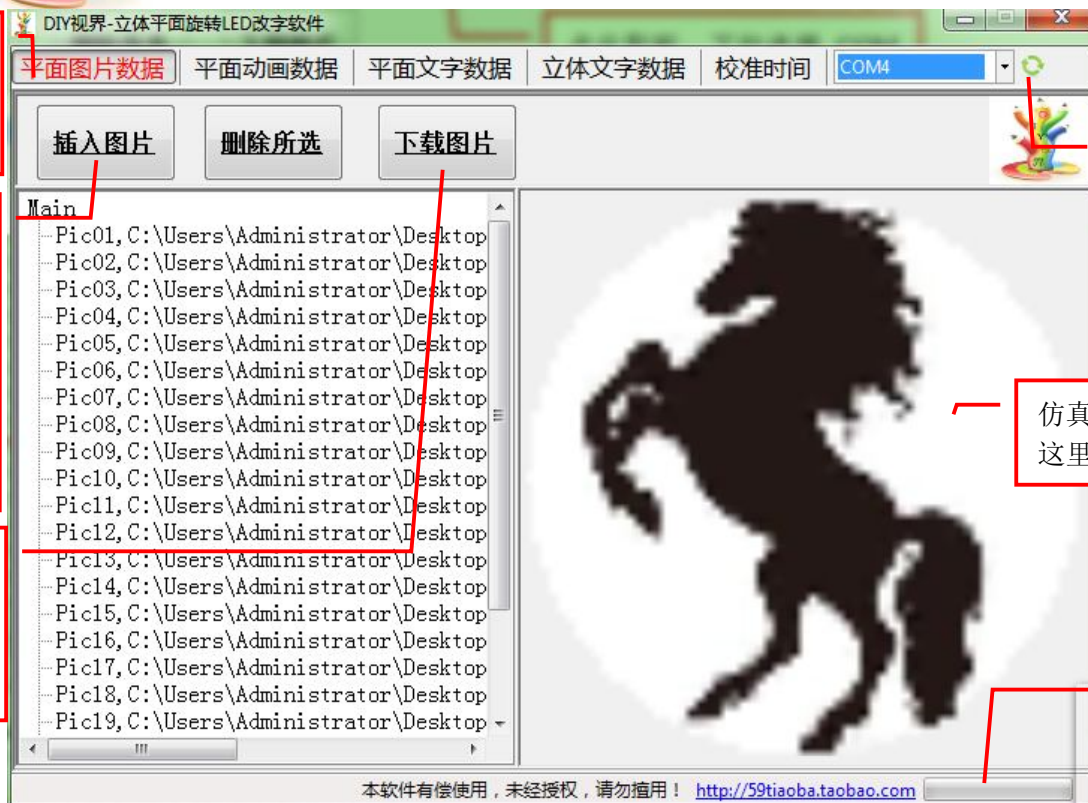 DIY视界-立体平面旋转LED改字软件
平面图片数据 平面动画数据 平面文字数据 立体文字数据 校准时间 COM4
插入图片 删除所选 下载图片
Main
Pic01,C:\Users\Administrator\Desktop
Pic02,C:\Users\Administrator\Desktop
Pic03,C:\Users\Administrator\Desktop
Pic04,C:\Users\Administrator\Desktop
Pic05,C:\Users\Administrator\Desktop
Pic06,C:\Users\Administrator\Desktop
Pic07,C:\Users\Administrator\Desktop
Pic08,C:\Users\Administrator\Desktop
Pic09,C:\Users\Administrator\Desktop
Pic10,C:\Users\Administrator\Desktop
Pic11,C:\Users\Administrator\Desktop
Pic12,C:\Users\Administrator\Desktop
Pic13,C:\Users\Administrator\Desktop
Pic14,C:\Users\Administrator\Desktop
Pic15,C:\Users\Administrator\Desktop
Pic16,C:\Users\Administrator\Desktop
Pic17,C:\Users\Administrator\Desktop
Pic18,C:\Users\Administrator\Desktop
Pic19,C:\Users\Administrator\Desktop
仿真
这里
本软件有偿使用，未经授权，请勿擅用！ http://59tiaoba.taobao.com